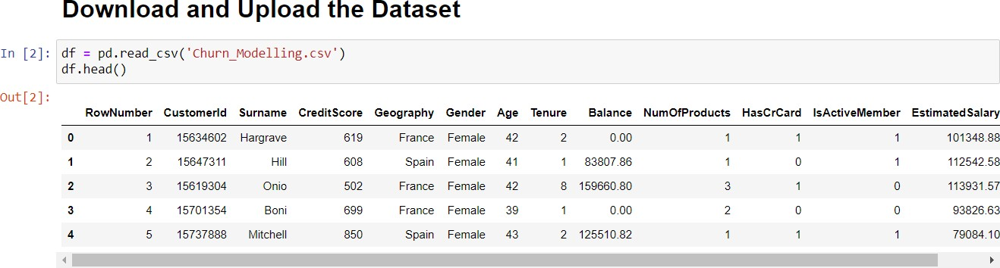 Download and Upload the Dataset
In [2]: df = pd.read_csv('Churn_Modelling.csv')
df.head()
Out[2]:
RowNumber CustomerId Surname CreditScore Geography Gender Age Tenure Balance NumOfProducts HasCrCard IsActiveMember EstimatedSalary
0 1 15634602 Hargrave 619 France Female 42 2 0.00 1 1 1 101348.88
1 2 15647311 Hill 608 Spain Female 41 1 83807.86 1 0 1 112542.58
2 3 15619304 Onio 502 France Female 42 8 159660.80 3 1 0 113931.57
3 4 15701354 Boni 699 France Female 39 1 0.00 2 0 0 93826.63
4 5 15737888 Mitchell 850 Spain Female 43 2 125510.82 1 1 1 79084.10